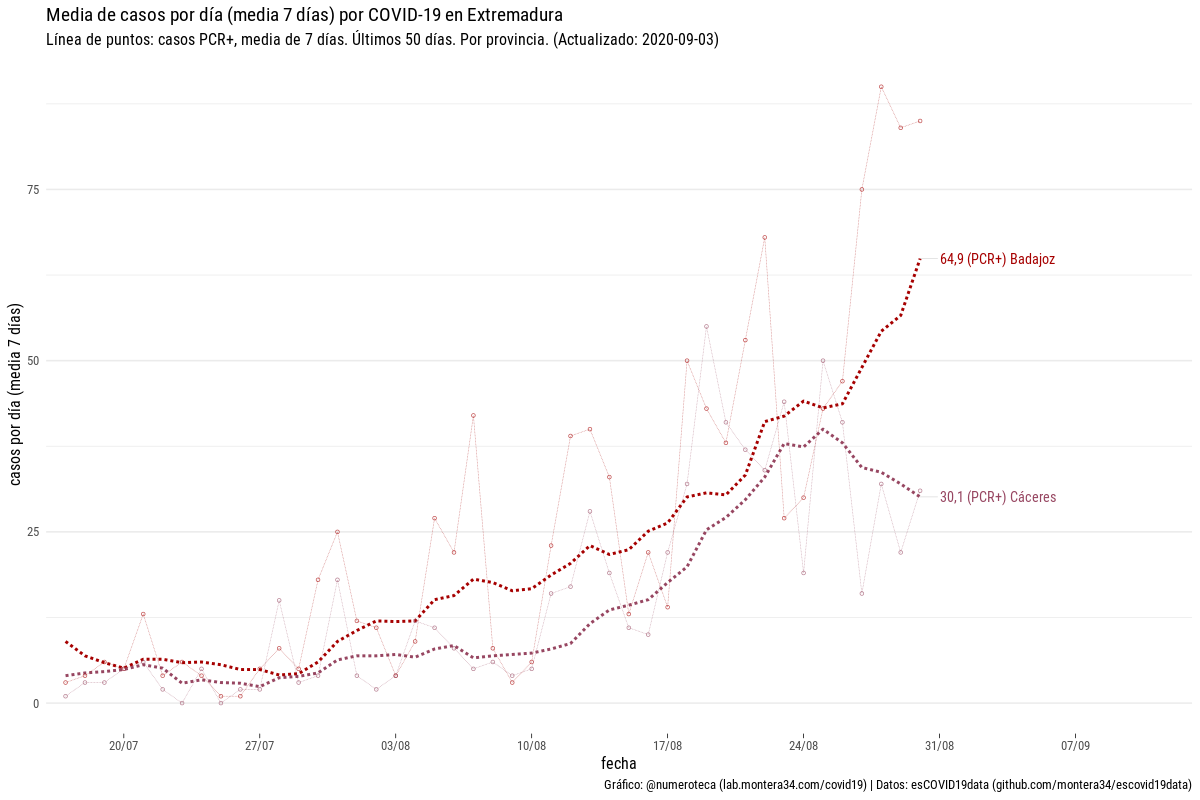 Media de casos por día (media 7 días) por COVID-19 en Extremadura
Línea de puntos: casos PCR+, media de 7 días. Últimos 50 días. Por provincia. (Actualizado: 2020-09-03)
casos por día (media 7 días)
75
50
25
0
64,9 (PCR+) Badajoz
30,1 (PCR+) Cáceres
20/07
27/07
03/08
10/08
17/08
24/08
31/08
07/09
fecha
Gráfico: @numeroteca (lab.montera34.com/covid19) | Datos: esCOVID19data (github.com/montera34/escovid19data)